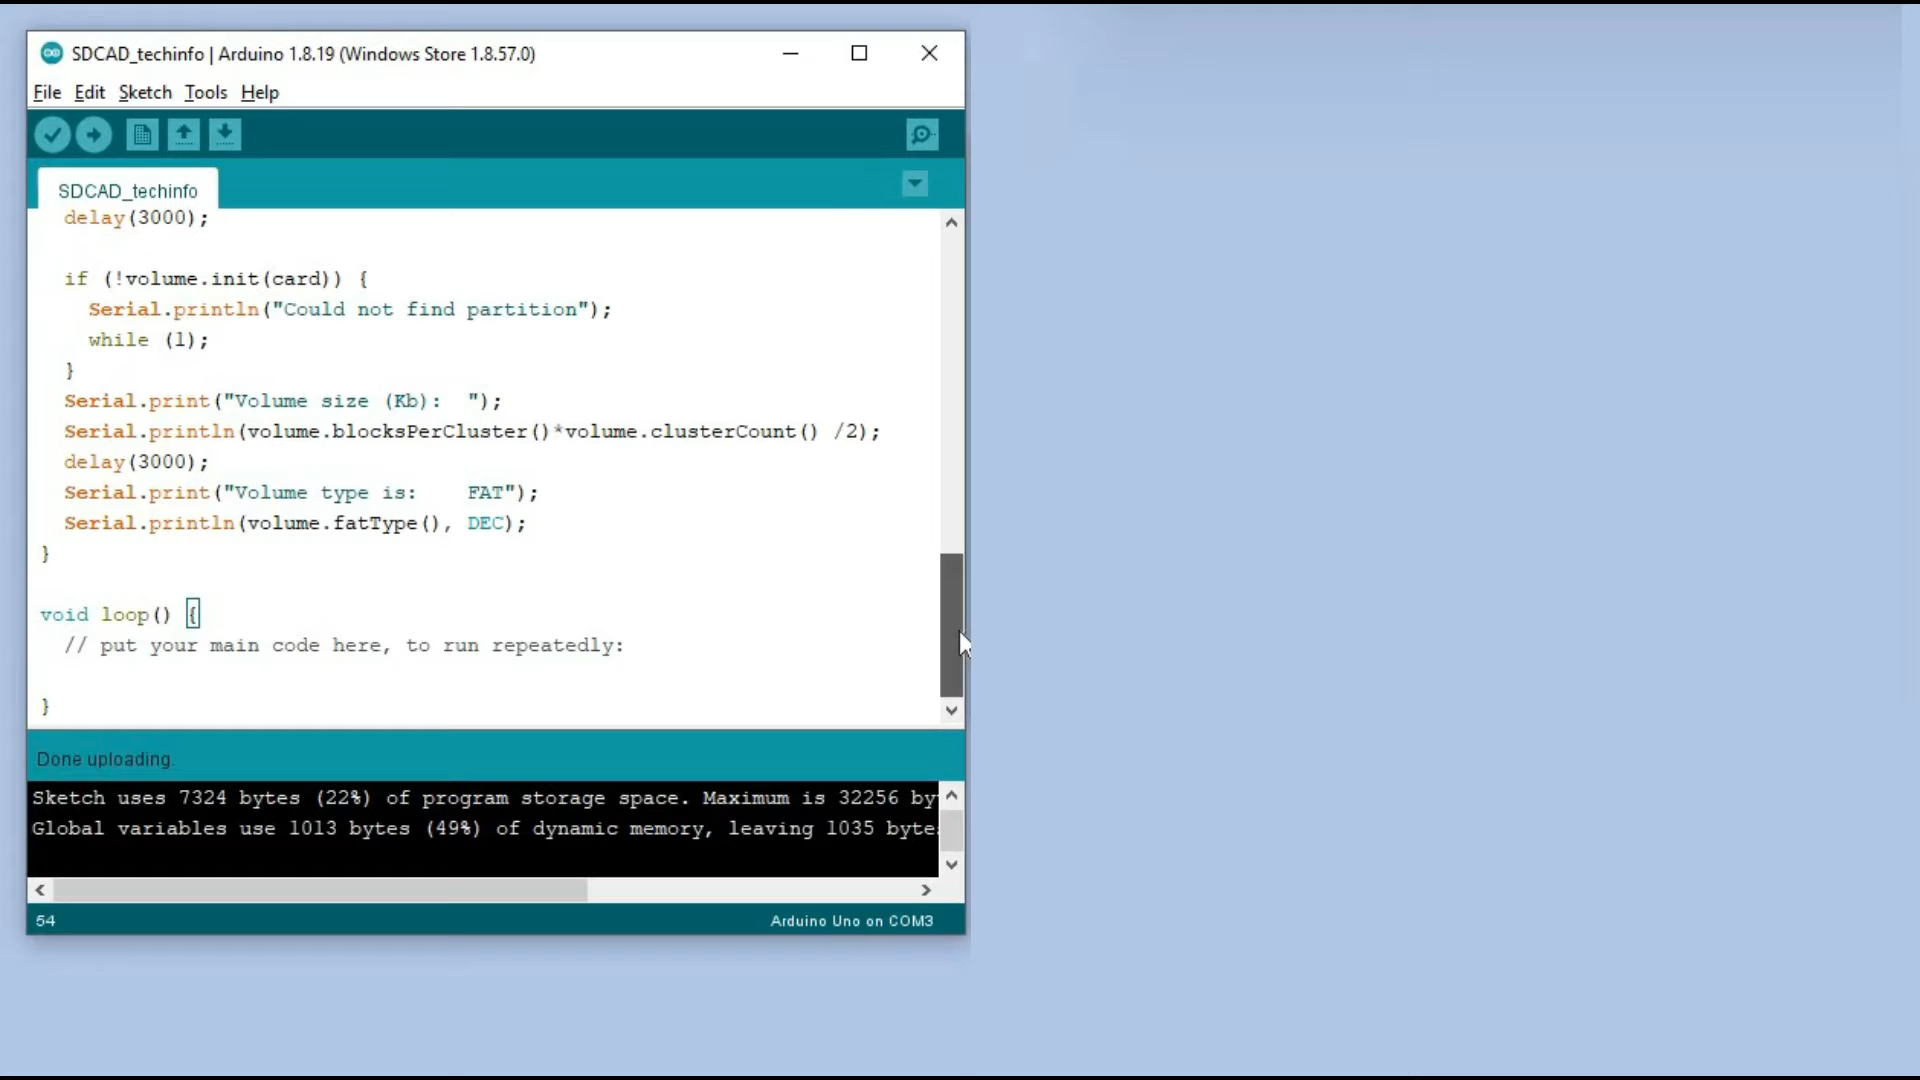 SDCAD_techinfo | Arduino 1.8.19 (Windows Store 1.8.57.0)
File Edit Sketch Tools Help
SDCAD_techinfo
delay(3000);
if (!volume.init(card)) {
Serial.println("Could not find partition");
while (1);
}
Serial.print("Volume size (Kb):  ");
Serial.println(volume.blocksPerCluster()*volume.clusterCount() /2);
delay(3000);
Serial.print("Volume type is:    FAT");
Serial.println(volume.fatType(), DEC);
}
void loop() {
// put your main code here, to run repeatedly:
}
Done uploading.
Sketch uses 7324 bytes (22%) of program storage space. Maximum is 32256 by
Global variables use 1013 bytes (49%) of dynamic memory, leaving 1035 byte
54
Arduino Uno on COM3